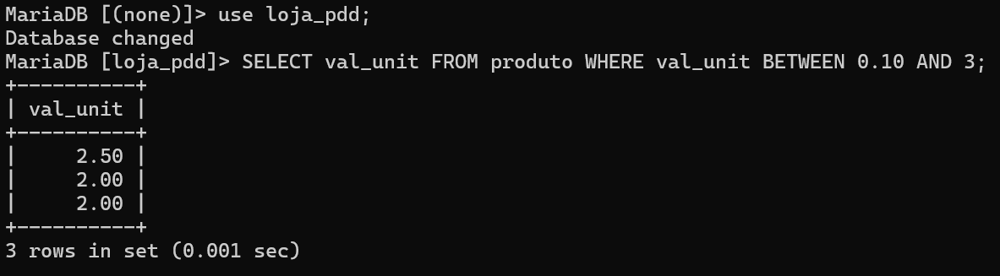 MariaDB [(none)]> use loja_pdd;
Database changed
MariaDB [loja_pdd]> SELECT val_unit FROM produto WHERE val_unit BETWEEN 0.10 AND 3;
+----------+
| val_unit |
+----------+
|     2.50 |
|     2.00 |
|     2.00 |
+----------+
3 rows in set (0.001 sec)